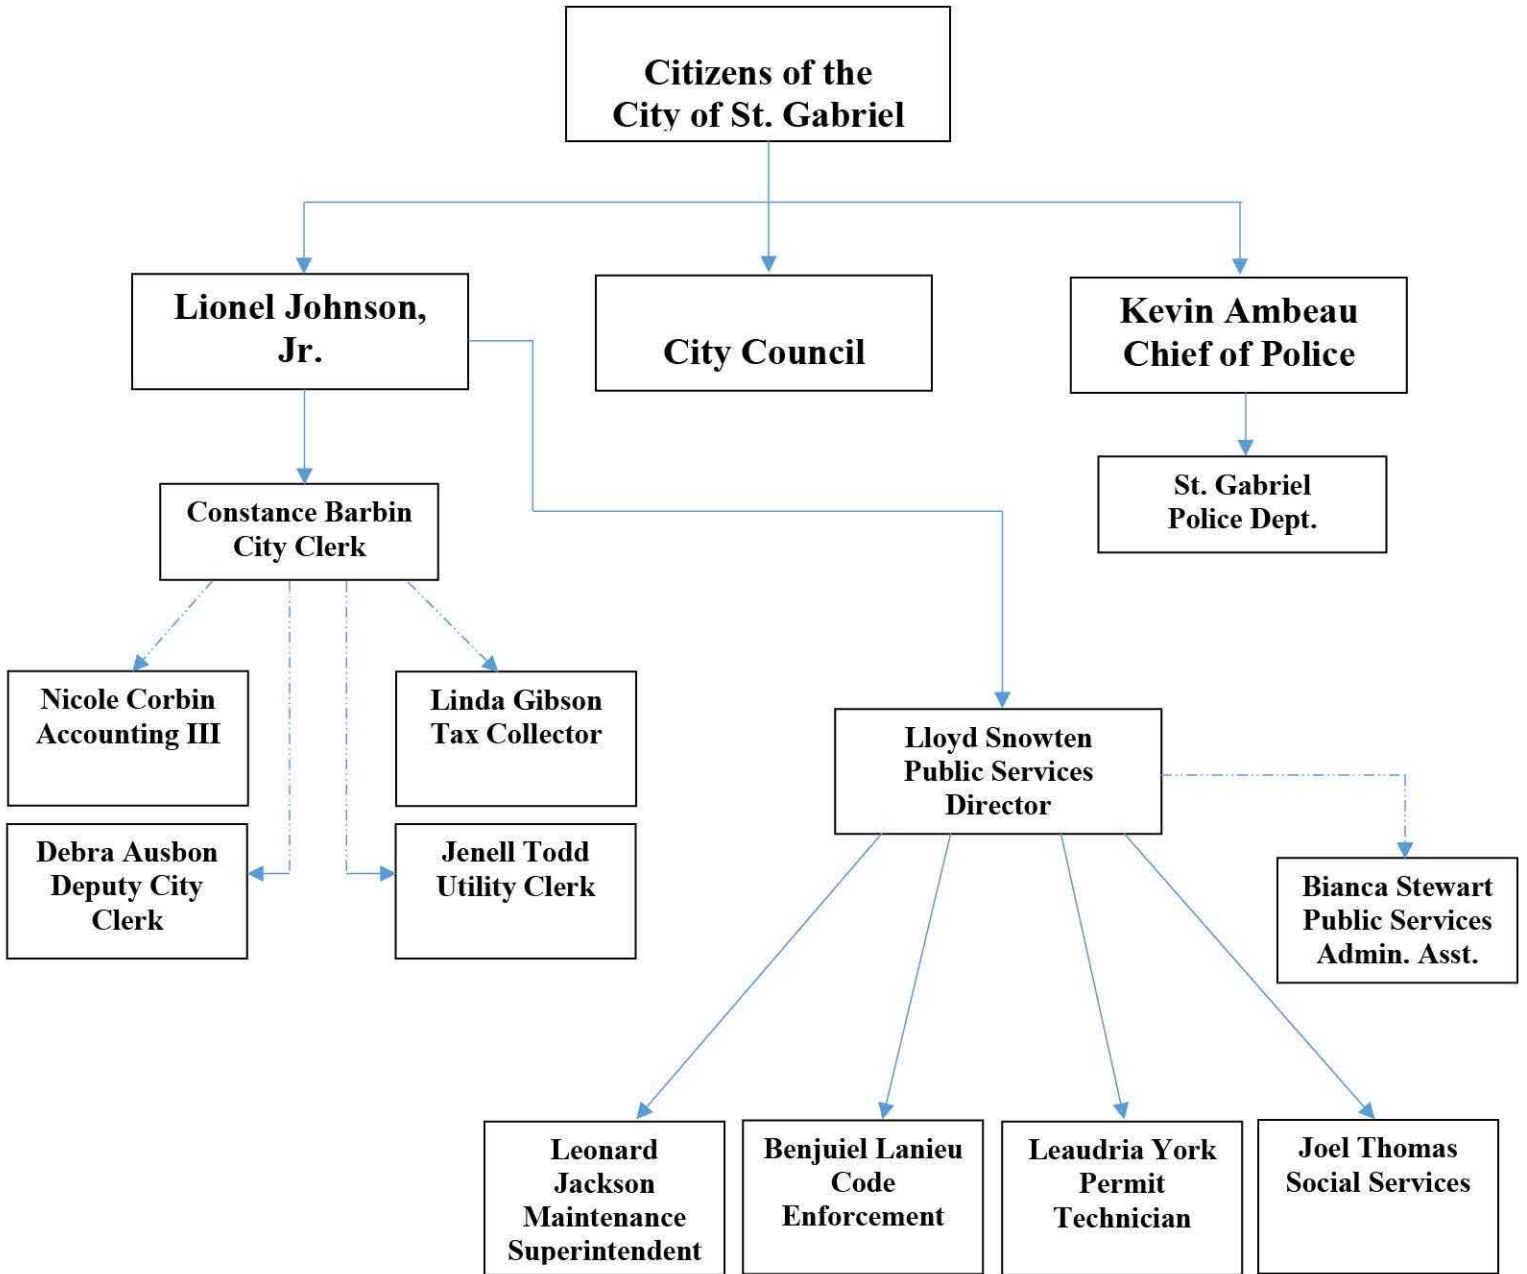 Citizens of the
City of St. Gabriel
Lionel Johnson,
Jr.
City Council
Kevin Ambeau
Chief of Police
St. Gabriel
Police Dept.
Constance Barbin
City Clerk
Nicole Corbin
Accounting III
Linda Gibson
Tax Collector
Debra Ausbon
Deputy City
Clerk
Jenell Todd
Utility Clerk
Lloyd Snowten
Public Services
Director
Bianca Stewart
Public Services
Admin. Asst.
Leonard
Jackson
Maintenance
Superintendent
Benjuiel Lanieu
Code
Enforcement
Leaudria York
Permit
Technician
Joel Thomas
Social Services